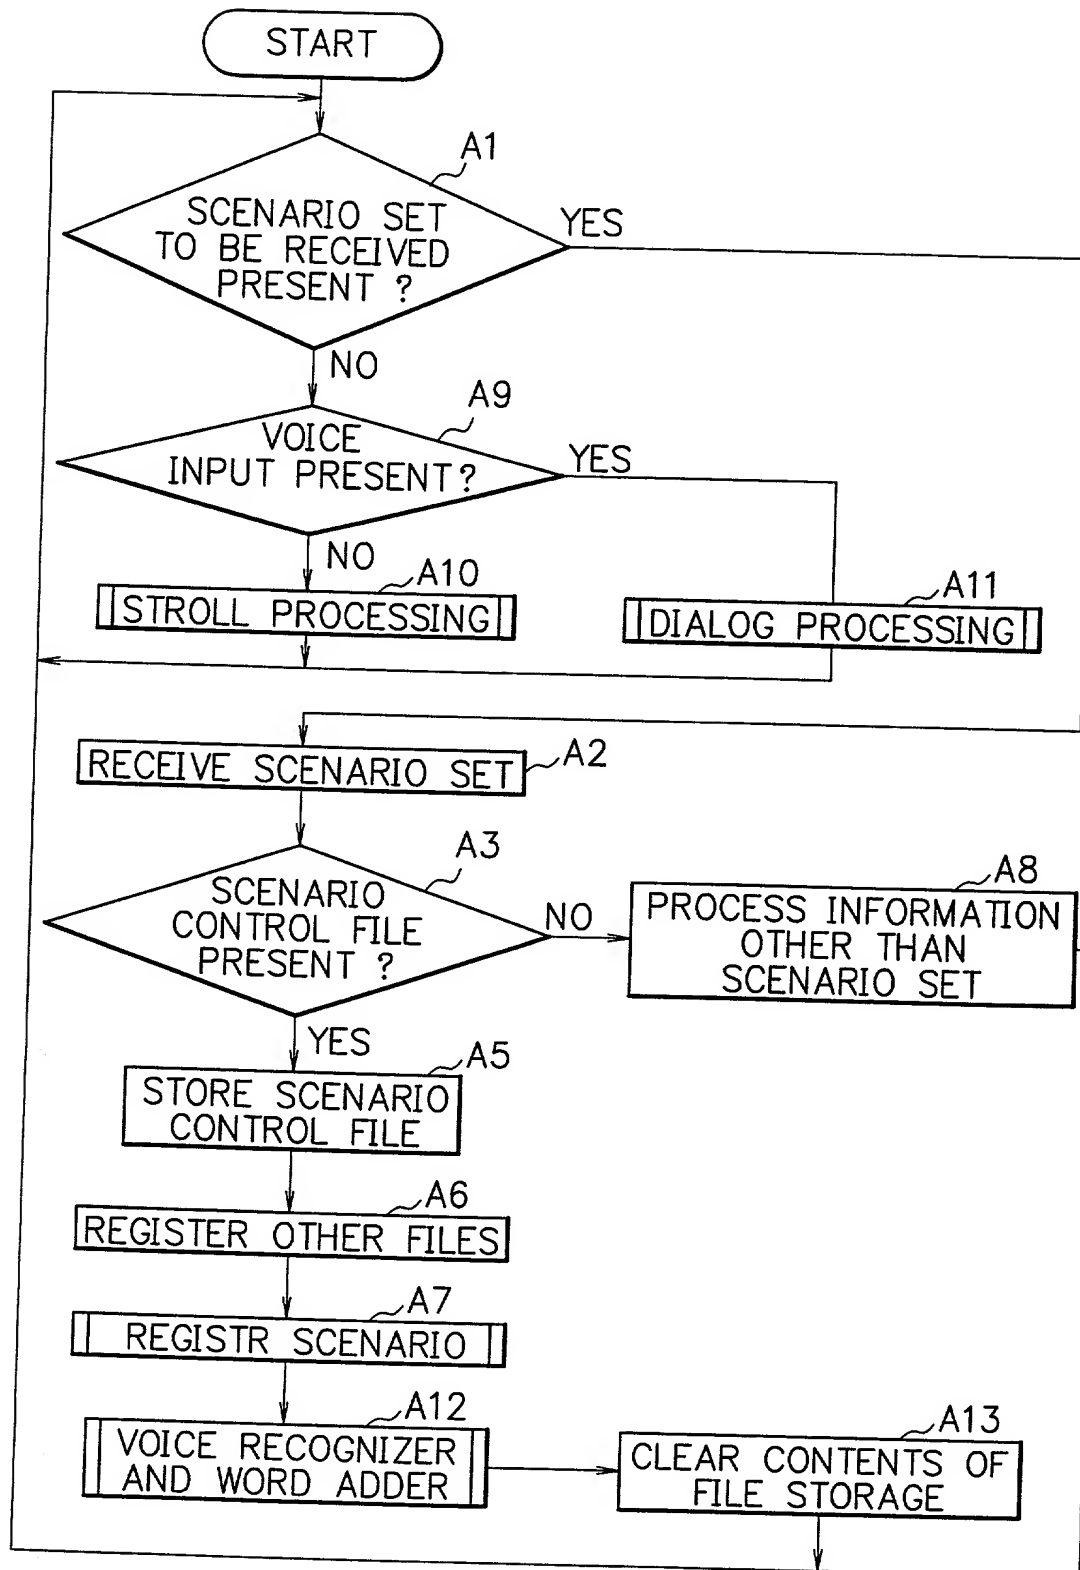 START
A1
SCENARIO SET
TO BE RECEIVED
PRESENT ?
YES
NO
A9
VOICE
INPUT PRESENT?
YES
NO
A10
STROLL PROCESSING
A11
DIALOG PROCESSING
RECEIVE SCENARIO SET
A2
A3
SCENARIO
CONTROL FILE
PRESENT ?
NO
A8
PROCESS INFORMATION
OTHER THAN
SCENARIO SET
YES
A5
STORE SCENARIO
CONTROL FILE
A6
REGISTER OTHER FILES
A7
REGISTR SCENARIO
A12
VOICE RECOGNIZER
AND WORD ADDER
A13
CLEAR CONTENTS OF
FILE STORAGE